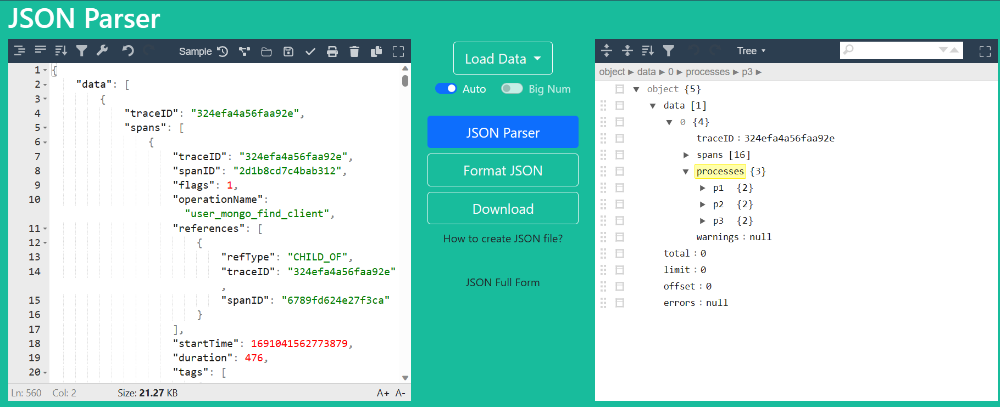 JSON Parser
Sample
1 {
2 "data": [
3 {
4 "traceID": "324efa4a56faa92e",
5 "spans": [
6 {
7 "traceID": "324efa4a56faa92e",
8 "spanID": "2d1b8cd7c4bab312",
9 "flags": 1,
10 "operationName":
"user_mongo_find_client",
11 "references": [
12 {
13 "refType": "CHILD_OF",
14 "traceID": "324efa4a56faa92e"
,
15 "spanID": "6789fd624e27f3ca"
16 }
17 ],
18 "startTime": 1691041562773879,
19 "duration": 476,
20 "tags": [
Ln: 560 Col: 2 Size: 21.27 KB A+ A-
Load Data
Auto Big Num
JSON Parser
Format JSON
Download
How to create JSON file?
JSON Full Form
Tree
object ▶ data ▶ 0 ▶ processes ▶ p3 ▶
object {5}
data [1]
0 {4}
traceID : 324efa4a56faa92e
spans [16]
processes {3}
p1 {2}
p2 {2}
p3 {2}
warnings : null
total : 0
limit : 0
offset : 0
errors : null